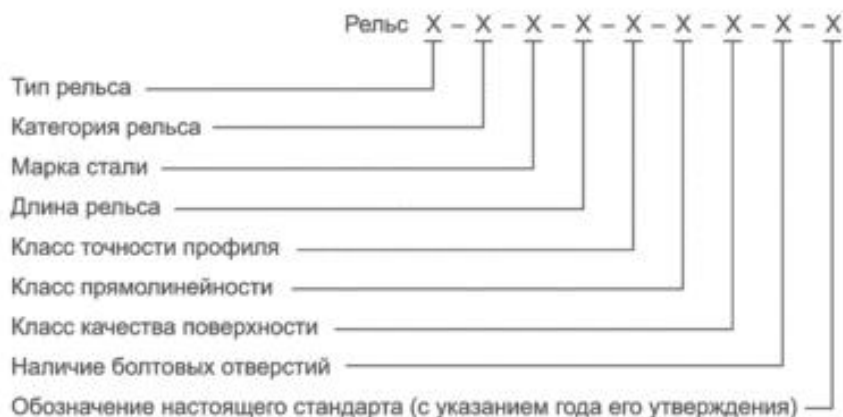 Рельс X – X – X – X – X – X – X – X – X
Тип рельса
Категория рельса
Марка стали
Длина рельса
Класс точности профиля
Класс прямолинейности
Класс качества поверхности
Наличие болтовых отверстий
Обозначение настоящего стандарта (с указанием года его утверждения)